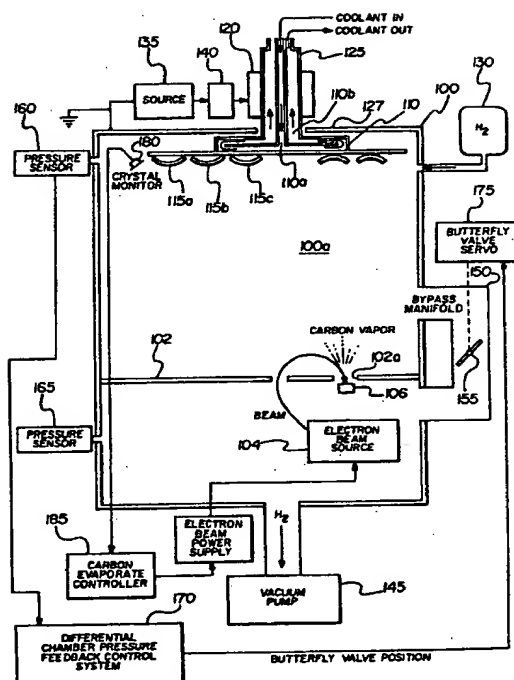 COOLANT IN
COOLANT OUT
135
140
120
125
SOURCE
110b
127
110
100
130
H2
160
PRESSURE
SENSOR
180
CRYSTAL
MONITOR
115a
115b
115c
110a
175
BUTTERFLY
VALVE
SERVO
150
100a
BYPASS
MANIFOLD
CARBON VAPOR
102
102a
106
155
165
PRESSURE
SENSOR
BEAM
104
ELECTRON
BEAM
SOURCE
185
CARBON
EVAPORATE
CONTROLLER
ELECTRON
BEAM
POWER
SUPPLY
H2
VACUUM
PUMP
145
170
DIFFERENTIAL
CHAMBER PRESSURE
FEEDBACK CONTROL
SYSTEM
BUTTERFLY VALVE POSITION